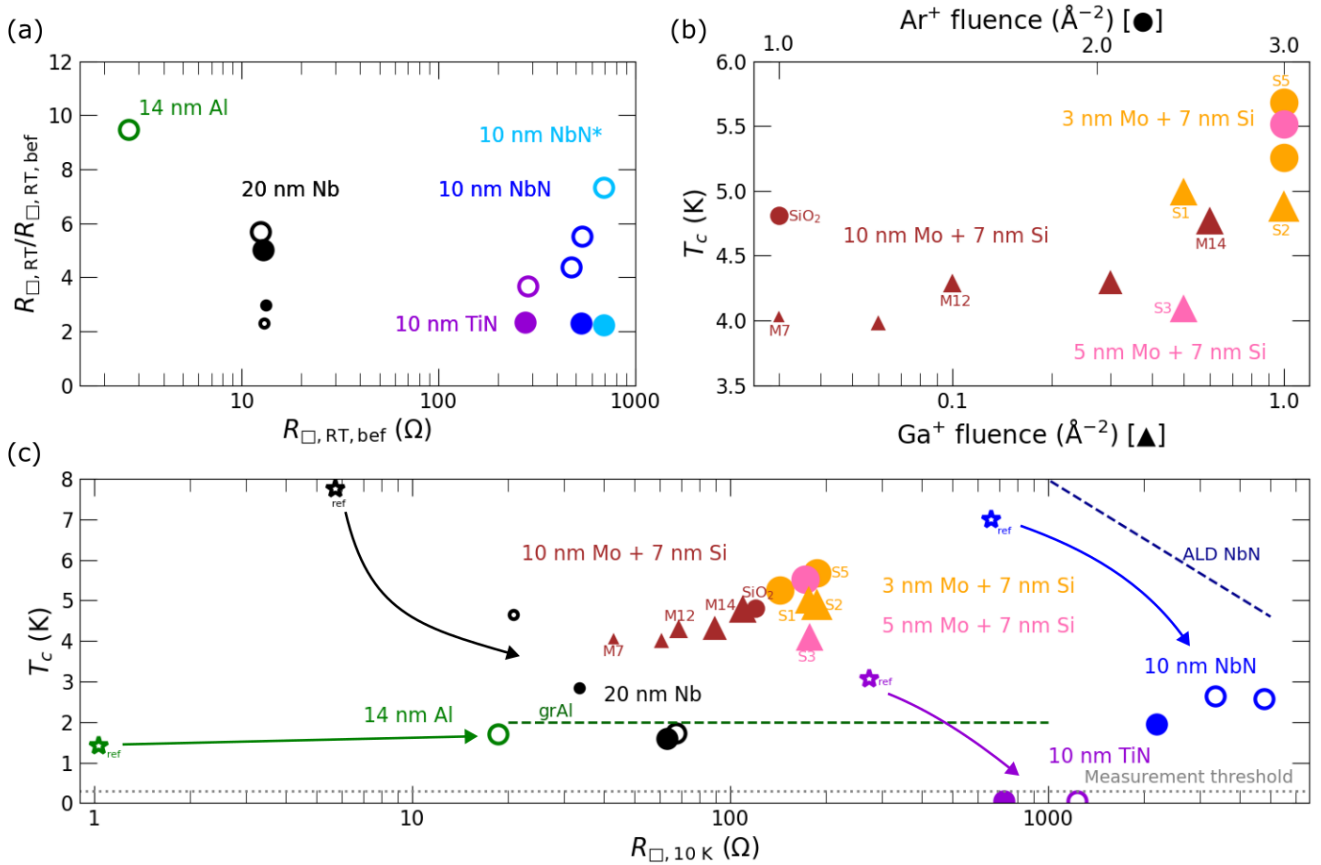 (a)
12
10
8
6
4
2
0
R□,RT/R□,RT,bef
14 nm Al
20 nm Nb
10 nm NbN*
10 nm NbN
10 nm TiN
10
100
1000
R□,RT,bef (Ω)
(b)
Ar⁺ fluence (Å⁻²) [●]
1.0
2.0
3.0
6.0
5.5
5.0
4.5
4.0
3.5
T_c (K)
S5
3 nm Mo + 7 nm Si
SiO₂
S1
S2
10 nm Mo + 7 nm Si
M14
M12
S3
M7
5 nm Mo + 7 nm Si
0.1
1.0
Ga⁺ fluence (Å⁻²) [▲]
(c)
8
7
6
5
4
3
2
1
0
T_c (K)
ref
ref
ALD NbN
10 nm Mo + 7 nm Si
S5
SiO₂
3 nm Mo + 7 nm Si
M14
M12
S1
S2
5 nm Mo + 7 nm Si
M7
S3
10 nm NbN
ref
20 nm Nb
14 nm Al
grAl
ref
10 nm TiN
Measurement threshold
1
10
100
1000
R□,10 K (Ω)